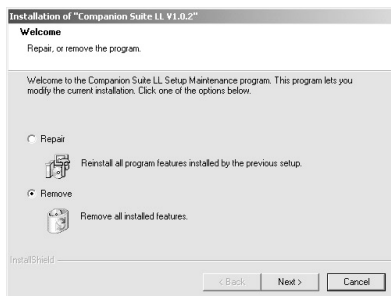 Installation of "Companion Suite LL V1.0.2"
Welcome
Repair, or remove the program.
Welcome to the Companion Suite LL Setup Maintenance program. This program lets you
modify the current installation. Click one of the options below.
Repair
Reinstall all program features installed by the previous setup.
Remove
Remove all installed features.
InstallShield
< Back
Next >
Cancel